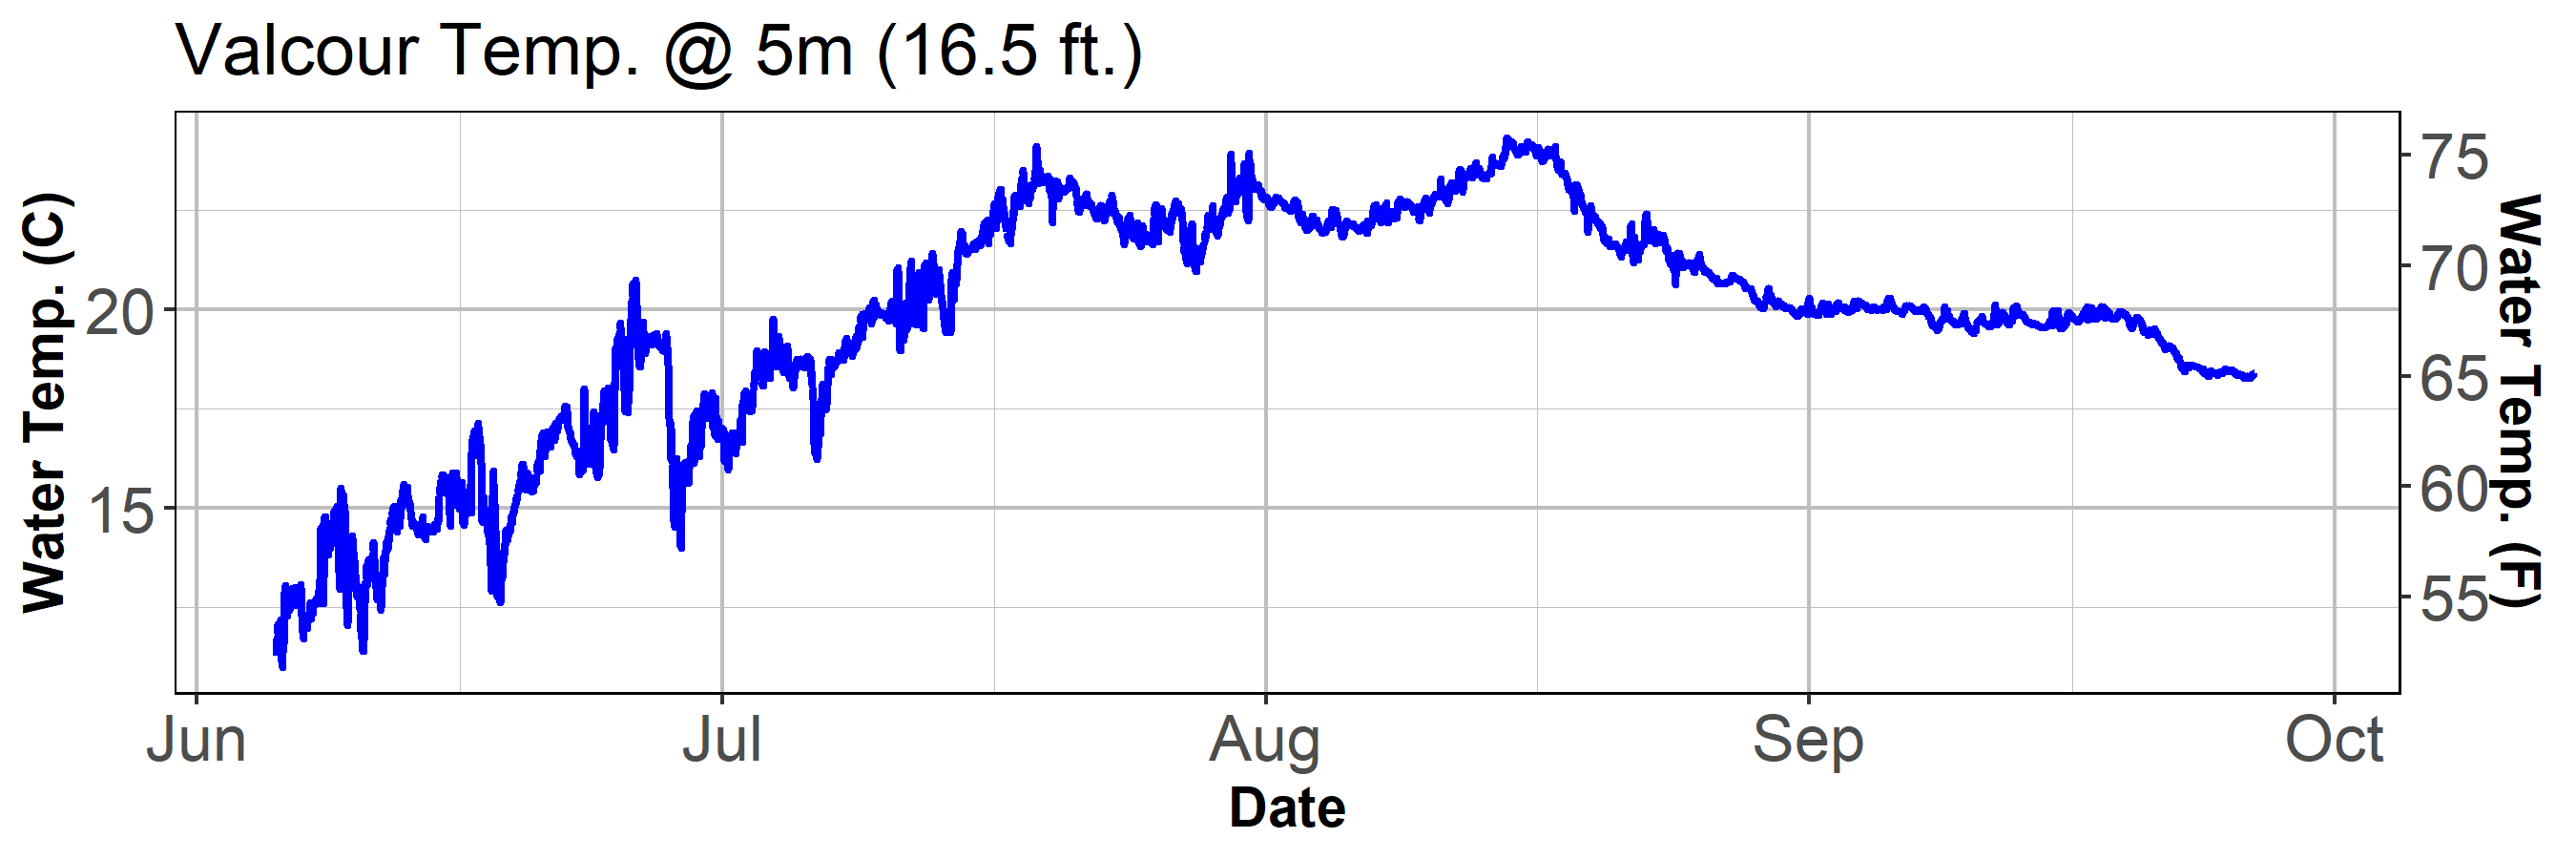 Valcour Temp. @ 5m (16.5 ft.)
Water Temp. (C)
20
15
75
70
65
60
55
Water Temp. (F)
Jun Jul Aug Sep Oct
Date